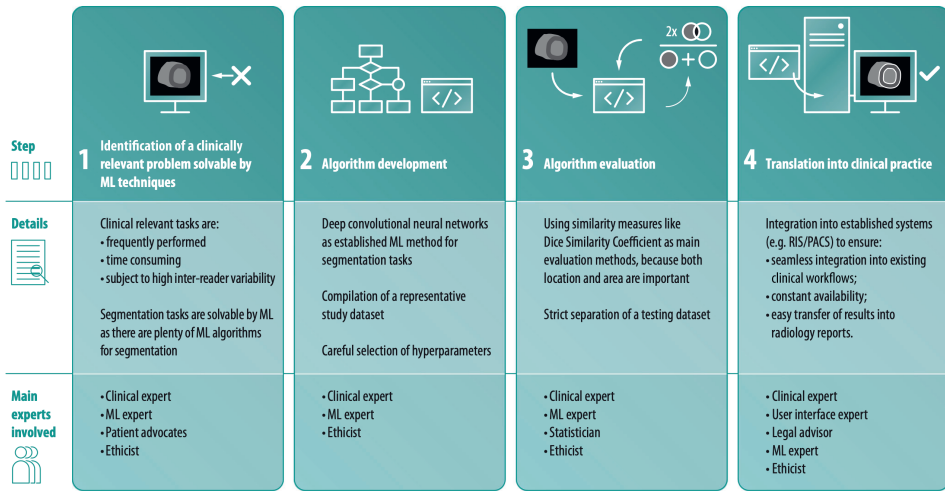 Step
1 Identification of a clinically
relevant problem solvable by
ML techniques
</>
2 Algorithm development
2x
+
</>
3 Algorithm evaluation
</>
4 Translation into clinical practice
Details
Clinical relevant tasks are:
• frequently performed
• time consuming
• subject to high inter-reader variability
Segmentation tasks are solvable by ML
as there are plenty of ML algorithms
for segmentation
Deep convolutional neural networks
as established ML method for
segmentation tasks
Compilation of a representative
study dataset
Careful selection of hyperparameters
Using similarity measures like
Dice Similarity Coefficient as main
evaluation methods, because both
location and area are important
Strict separation of a testing dataset
Integration into established systems
(e.g. RIS/PACS) to ensure:
• seamless integration into existing
clinical workflows;
• constant availability;
• easy transfer of results into
radiology reports.
Main
experts
involved
• Clinical expert
• ML expert
• Patient advocates
• Ethicist
• Clinical expert
• ML expert
• Ethicist
• Clinical expert
• ML expert
• Statistician
• Ethicist
• Clinical expert
• User interface expert
• Legal advisor
• ML expert
• Ethicist